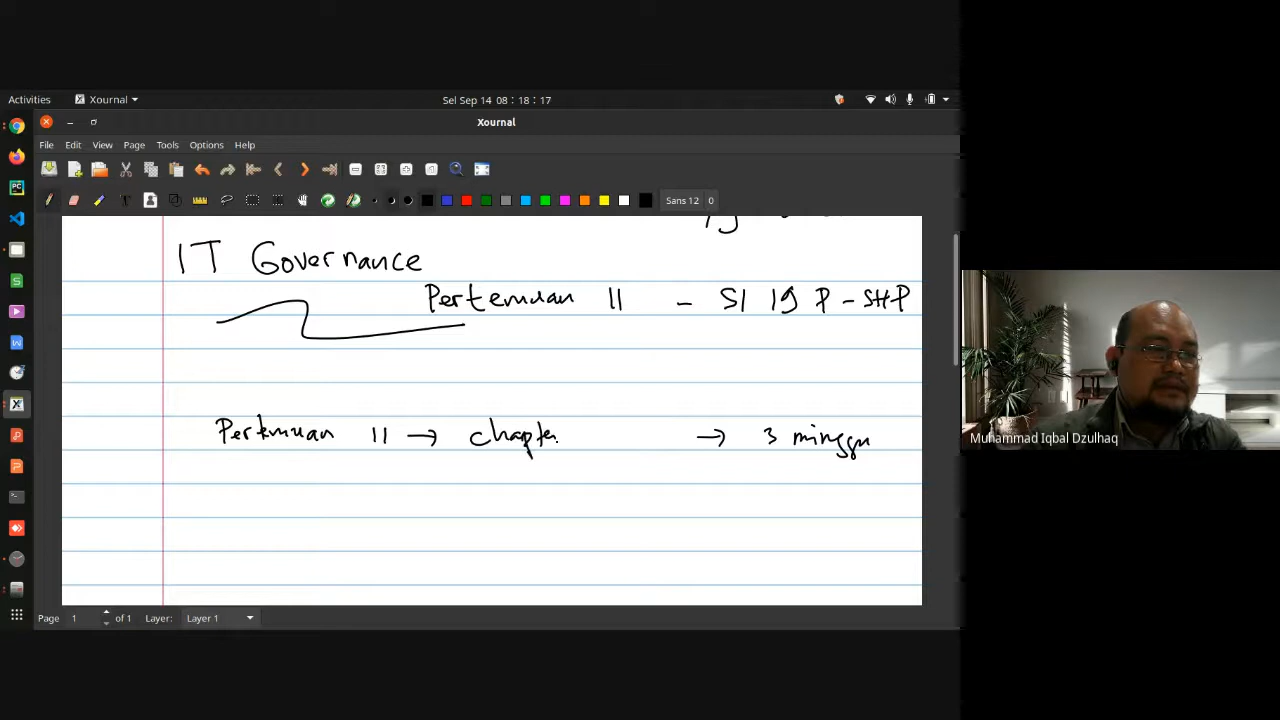 Activities Xournal Sel Sep 14 08:18:17
Xournal
File Edit View Page Tools Options Help
Sans 12 0
IT Governance
Pertemuan 11 - SI 19 P - SHP
Pertemuan 11 → chapter → 3 minggu
Page 1 of 1 Layer: Layer 1
Muhammad Iqbal Dzulhaq